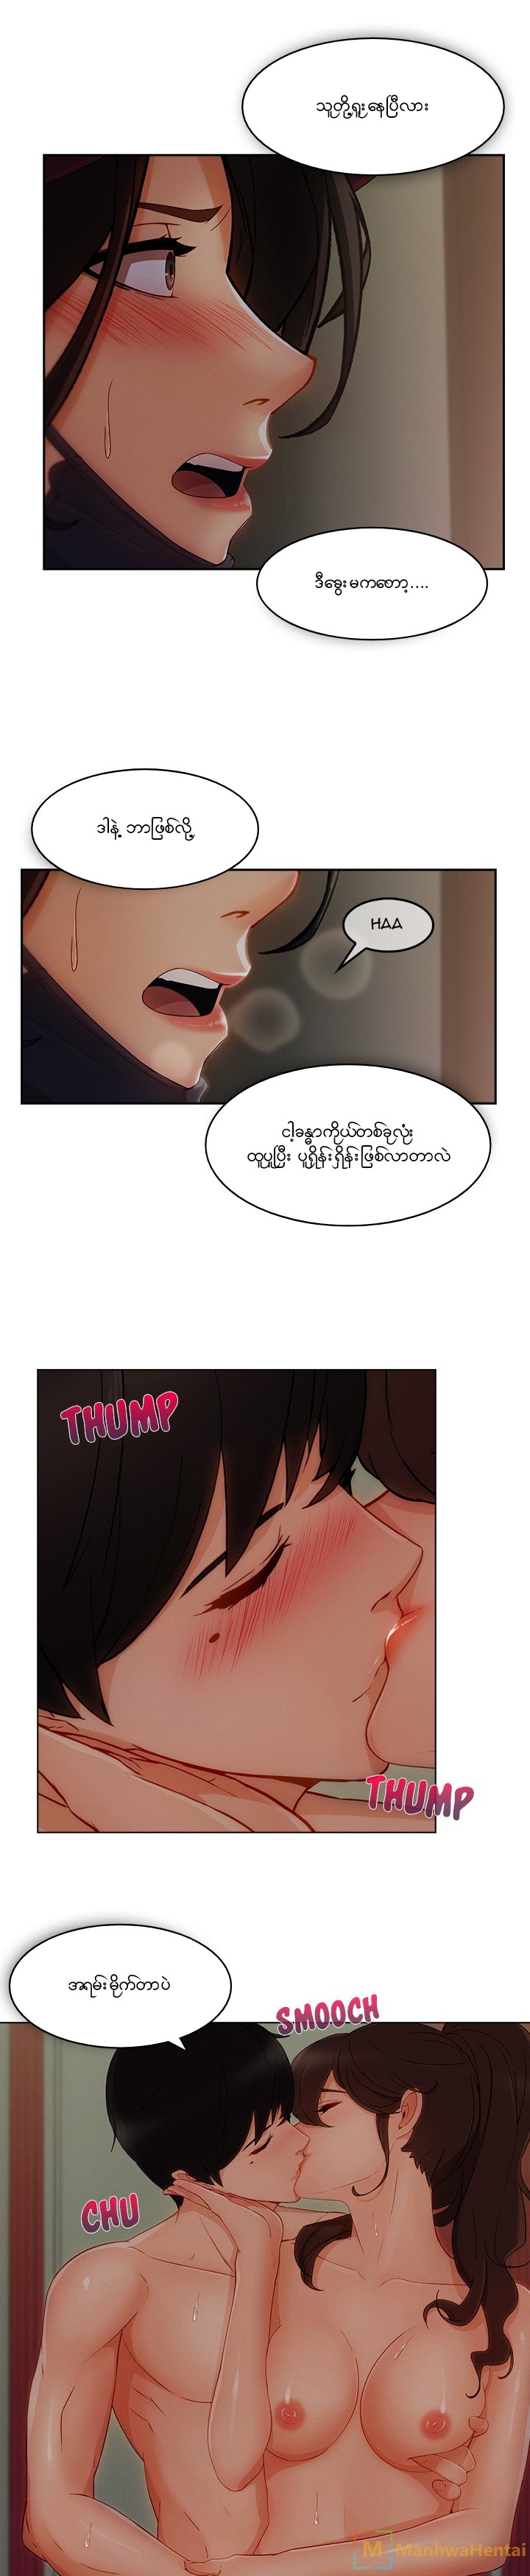 သူတို့ရူးနေပြီလား
ဒီခွေးမကတော့....
ဒါနဲ့ ဘာဖြစ်လို့
HAA
ငါ့ခန္ဓာကိုယ်တစ်ခုလုံး
ထူပူပြီး ပူရှိန်းရှိန်းဖြစ်လာတာလဲ
THUMP
THUMP
အရမ်းမိုက်တာပဲ
SMOOCH
CHU
M ManhwaHentai